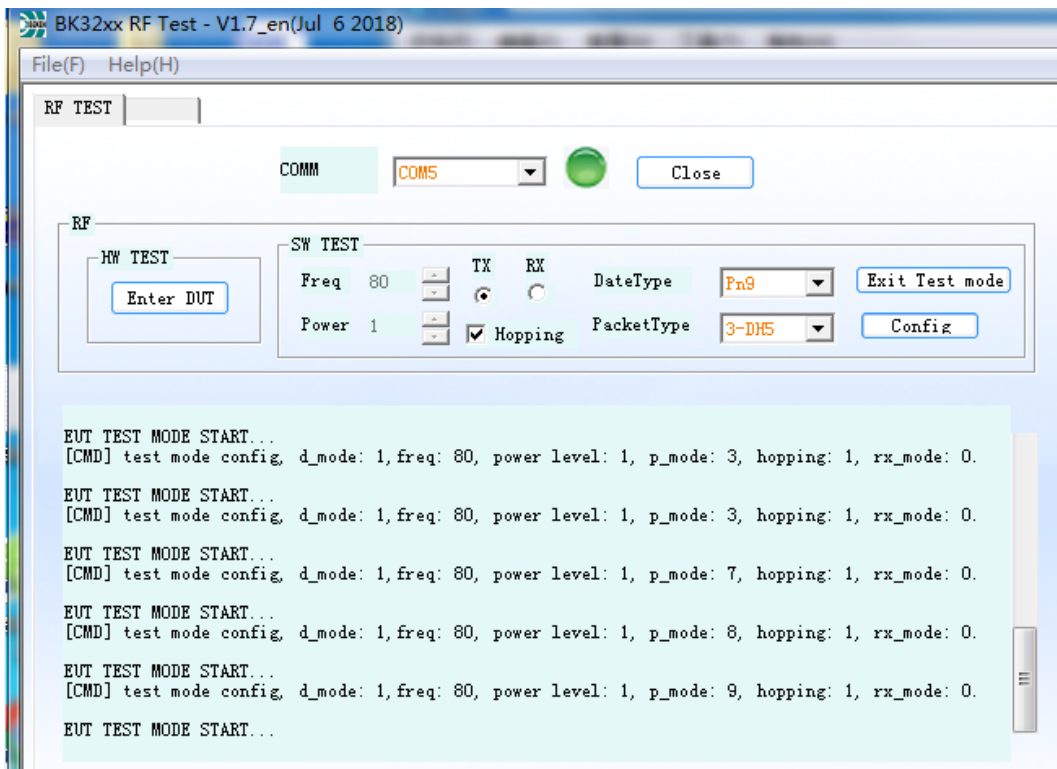 BK32xx RF Test - V1.7_en(Jul 6 2018)
File(F) Help(H)
RF TEST
COMM COM5 Close
RF
HW TEST
Enter DUT
SW TEST
Freq 80 TX RX DateType Pn9 Exit Test mode
Power 1 Hopping PacketType 3-DH5 Config
EUT TEST MODE START...
[CMD] test mode config, d_mode: 1,freq: 80, power level: 1, p_mode: 3, hopping: 1, rx_mode: 0.
EUT TEST MODE START...
[CMD] test mode config, d_mode: 1,freq: 80, power level: 1, p_mode: 3, hopping: 1, rx_mode: 0.
EUT TEST MODE START...
[CMD] test mode config, d_mode: 1,freq: 80, power level: 1, p_mode: 7, hopping: 1, rx_mode: 0.
EUT TEST MODE START...
[CMD] test mode config, d_mode: 1,freq: 80, power level: 1, p_mode: 8, hopping: 1, rx_mode: 0.
EUT TEST MODE START...
[CMD] test mode config, d_mode: 1,freq: 80, power level: 1, p_mode: 9, hopping: 1, rx_mode: 0.
EUT TEST MODE START...